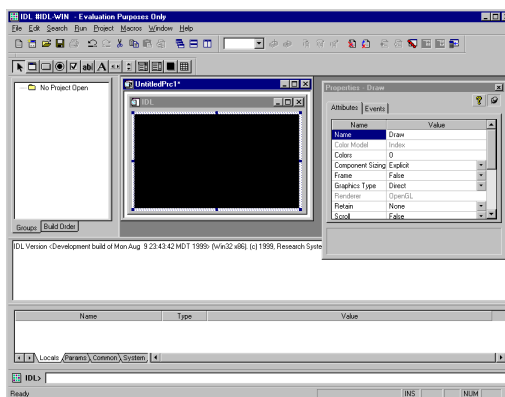 IDL #IDL-WIN - Evaluation Purposes Only
File Edit Search Run Project Macros Window Help
abl A
No Project Open
UntitledPrc1*
IDL
Properties - Draw
Attributes Events
Name Value
Name Draw
Color Model Index
Colors 0
Component Sizing Explicit
Frame False
Graphics Type Direct
Renderer OpenGL
Retain None
Scroll False
Groups Build Order
IDL Version <Development build of Mon Aug 9 23:43:42 MDT 1999> (Win32 x86). (c) 1999, Research Syste
Name Type Value
Locals Params Common System
IDL>
Ready INS NUM